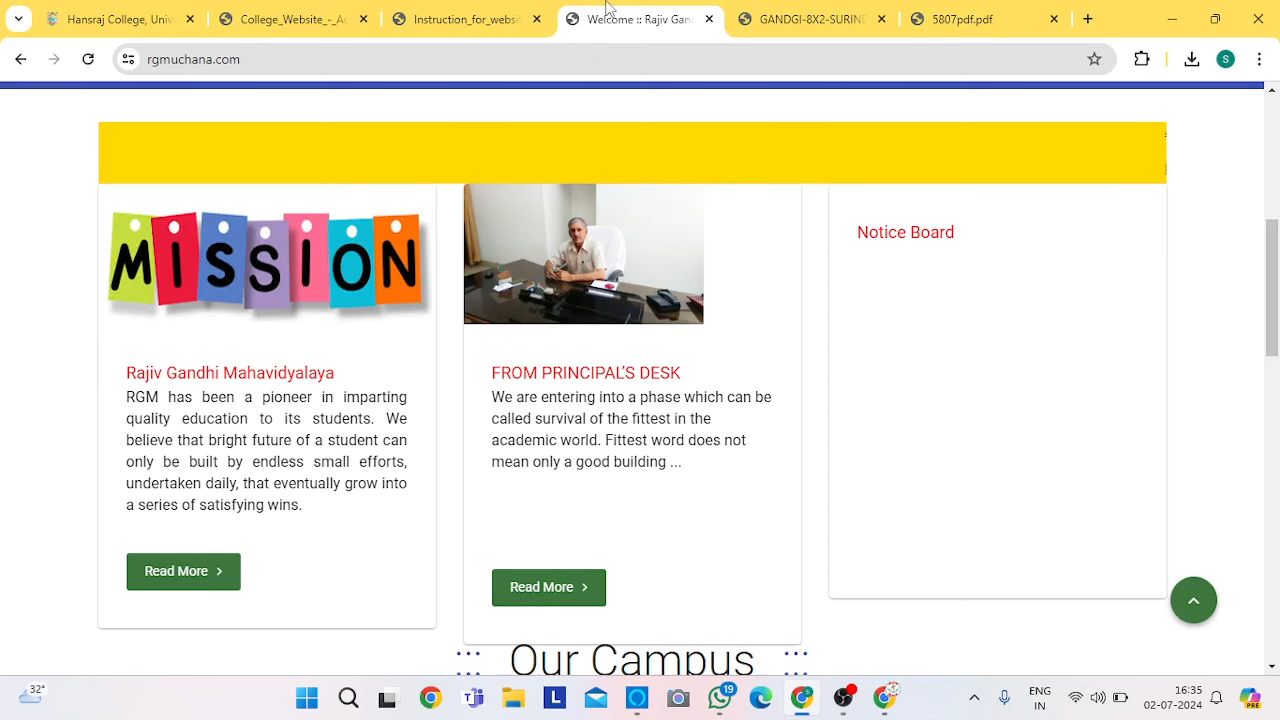 Hansraj College, Univ
College_Website_-_Ac
Instruction_for_websi
Welcome :: Rajiv Gan
GANDGI-8X2-SURIND
5807pdf.pdf
rgmuchana.com
S
MISSION
Notice Board
Rajiv Gandhi Mahavidyalaya
RGM has been a pioneer in imparting
quality education to its students. We
believe that bright future of a student can
only be built by endless small efforts,
undertaken daily, that eventually grow into
a series of satisfying wins.
Read More
FROM PRINCIPAL'S DESK
We are entering into a phase which can be
called survival of the fittest in the
academic world. Fittest word does not
mean only a good building ...
Read More
Our Campus
32°
19
ENG
IN
16:35
02-07-2024
PRE